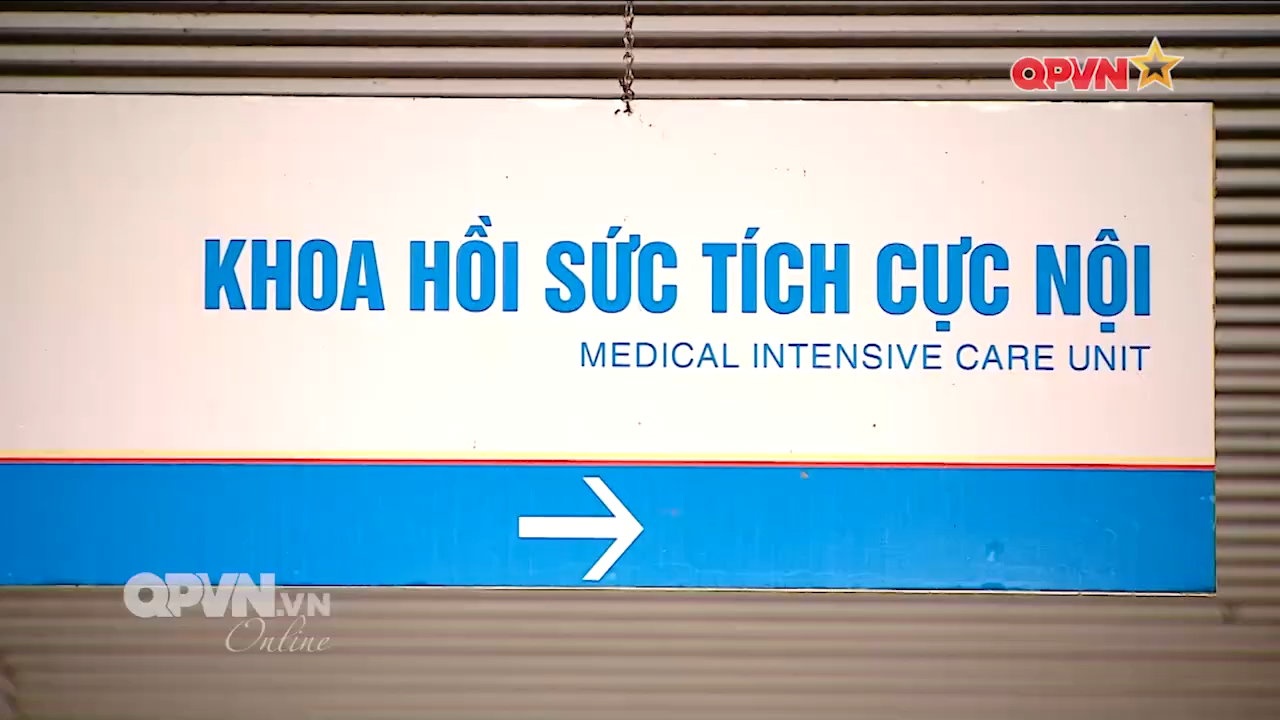 QPVN
KHOA HỒI SỨC TÍCH CỰC NỘI
MEDICAL INTENSIVE CARE UNIT
QPVN.VN
Online